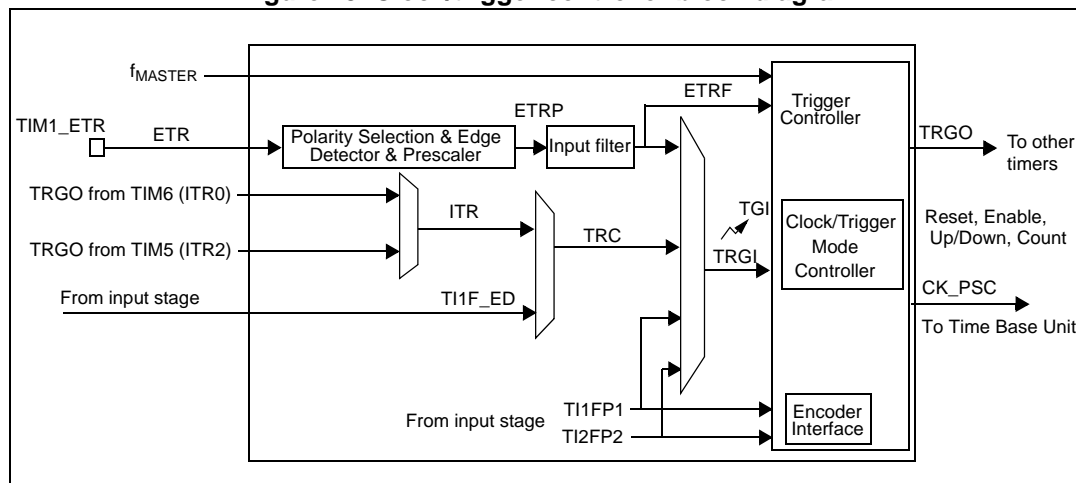 fMASTER
TIM1_ETR
ETR
Polarity Selection & Edge
Detector & Prescaler
ETRP
Input filter
ETRF
Trigger
Controller
TRGO
To other
timers
TRGO from TIM6 (ITR0)
ITR
TRGO from TIM5 (ITR2)
TRC
TGI
TRGI
Clock/Trigger
Mode
Controller
Reset, Enable,
Up/Down, Count
From input stage
TI1F_ED
CK_PSC
To Time Base Unit
From input stage
TI1FP1
TI2FP2
Encoder
Interface